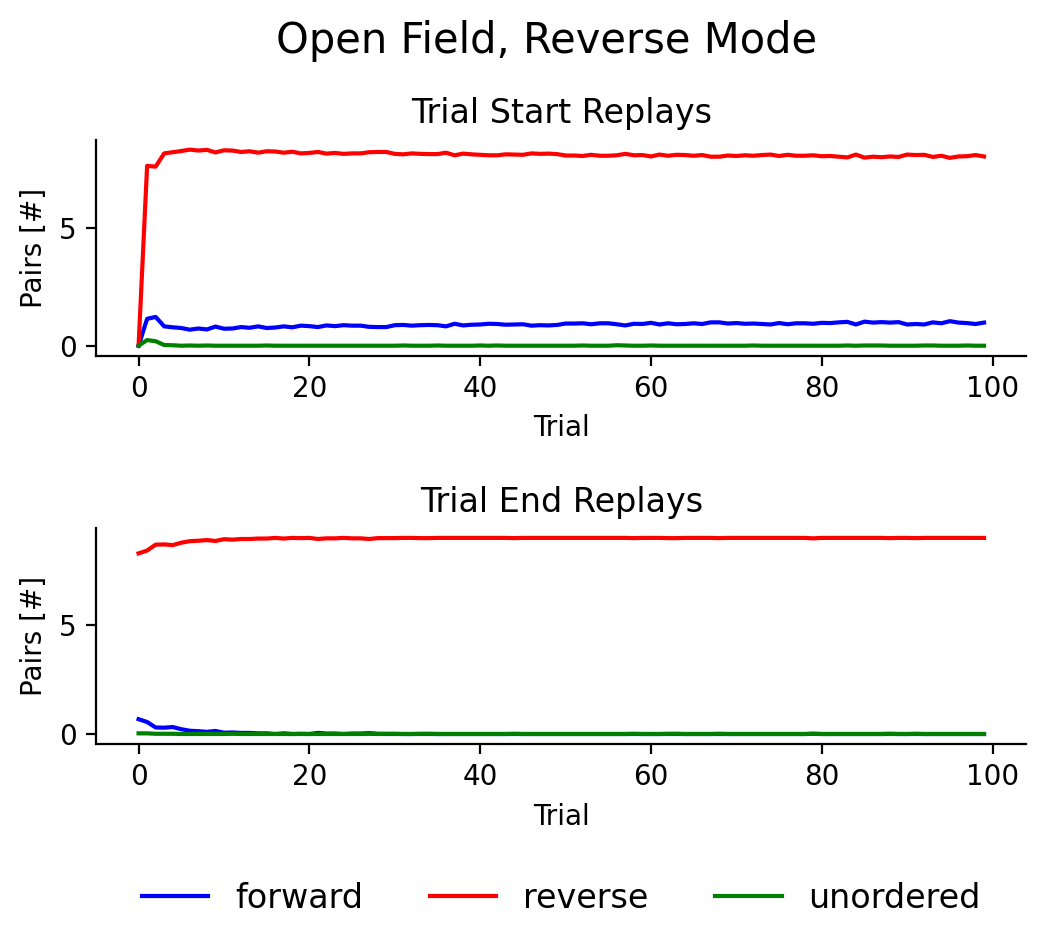 Open Field, Reverse Mode
Trial Start Replays
Pairs [#]
5
0
0 20 40 60 80 100
Trial
Trial End Replays
Pairs [#]
5
0
0 20 40 60 80 100
Trial
forward reverse unordered